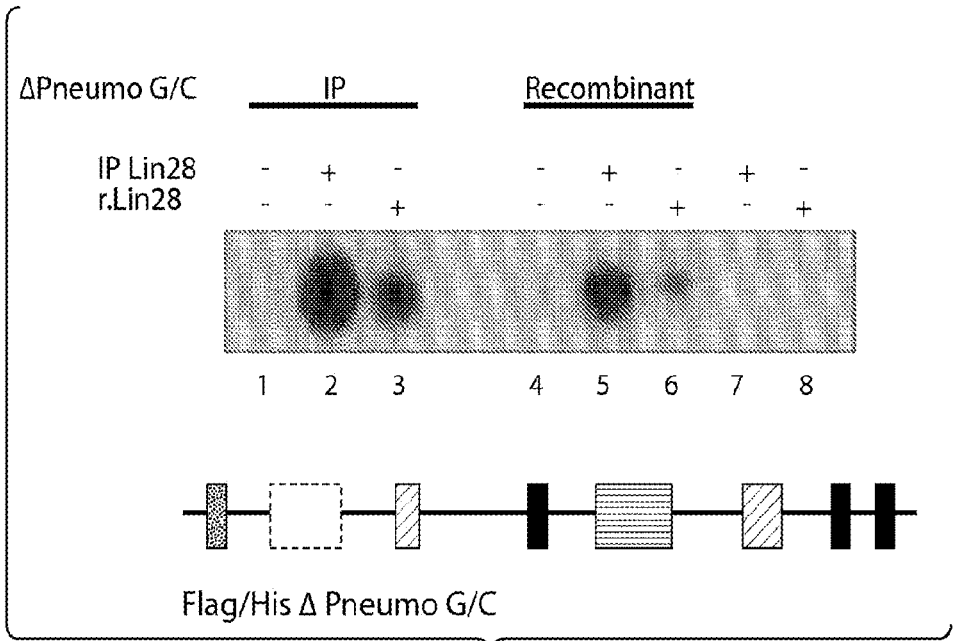 ΔPneumo G/C IP Recombinant
IP Lin28 - + - - + - + -
r.Lin28 - - + - - + - +
1 2 3 4 5 6 7 8
Flag/His Δ Pneumo G/C